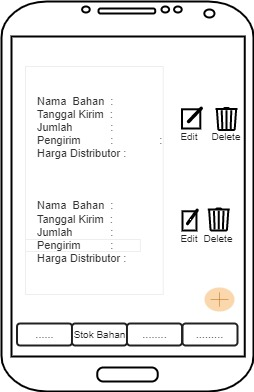 Nama Bahan :
Tanggal Kirim :
Jumlah :
Pengirim : :
Harga Distributor :
Edit Delete
Nama Bahan :
Tanggal Kirim :
Jumlah :
Pengirim :
Harga Distributor :
Edit Delete
...... Stok Bahan ........ .........